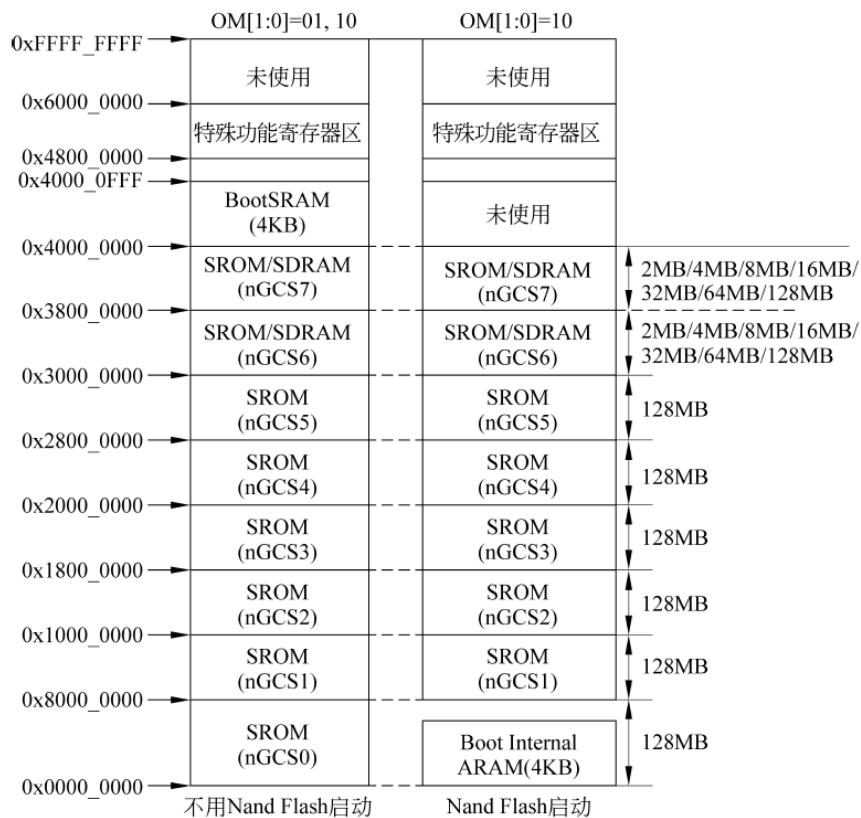 OM[1:0]=01, 10
OM[1:0]=10
0xFFFF_FFFF
未使用
未使用
0x6000_0000
特殊功能寄存器区
特殊功能寄存器区
0x4800_0000
0x4000_0FFF
BootSRAM
(4KB)
未使用
0x4000_0000
SROM/SDRAM
(nGCS7)
SROM/SDRAM
(nGCS7)
2MB/4MB/8MB/16MB/
32MB/64MB/128MB
0x3800_0000
SROM/SDRAM
(nGCS6)
SROM/SDRAM
(nGCS6)
2MB/4MB/8MB/16MB/
32MB/64MB/128MB
0x3000_0000
SROM
(nGCS5)
SROM
(nGCS5)
128MB
0x2800_0000
SROM
(nGCS4)
SROM
(nGCS4)
128MB
0x2000_0000
SROM
(nGCS3)
SROM
(nGCS3)
128MB
0x1800_0000
SROM
(nGCS2)
SROM
(nGCS2)
128MB
0x1000_0000
SROM
(nGCS1)
SROM
(nGCS1)
128MB
0x8000_0000
SROM
(nGCS0)
Boot Internal
ARAM(4KB)
128MB
0x0000_0000
不用Nand Flash启动
Nand Flash启动